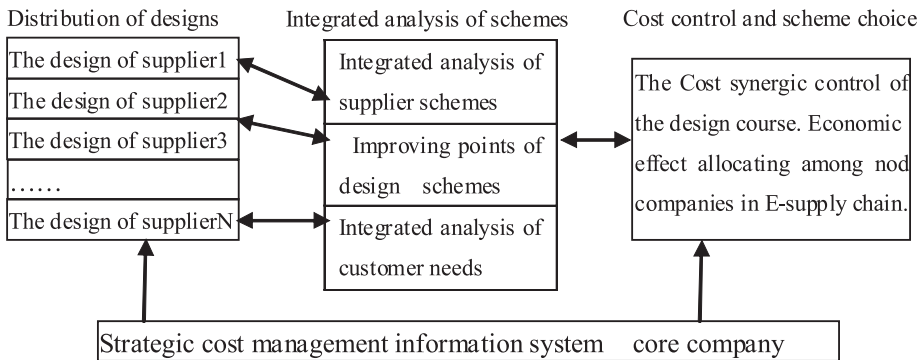 Distribution of designs
The design of supplier1
The design of supplier2
The design of supplier3
……
The design of supplierN
Integrated analysis of schemes
Integrated analysis of
supplier schemes
Improving points of
design schemes
Integrated analysis of
customer needs
Cost control and scheme choice
The Cost synergic control of
the design course. Economic
effect allocating among nod
companies in E-supply chain.
Strategic cost management information system core company